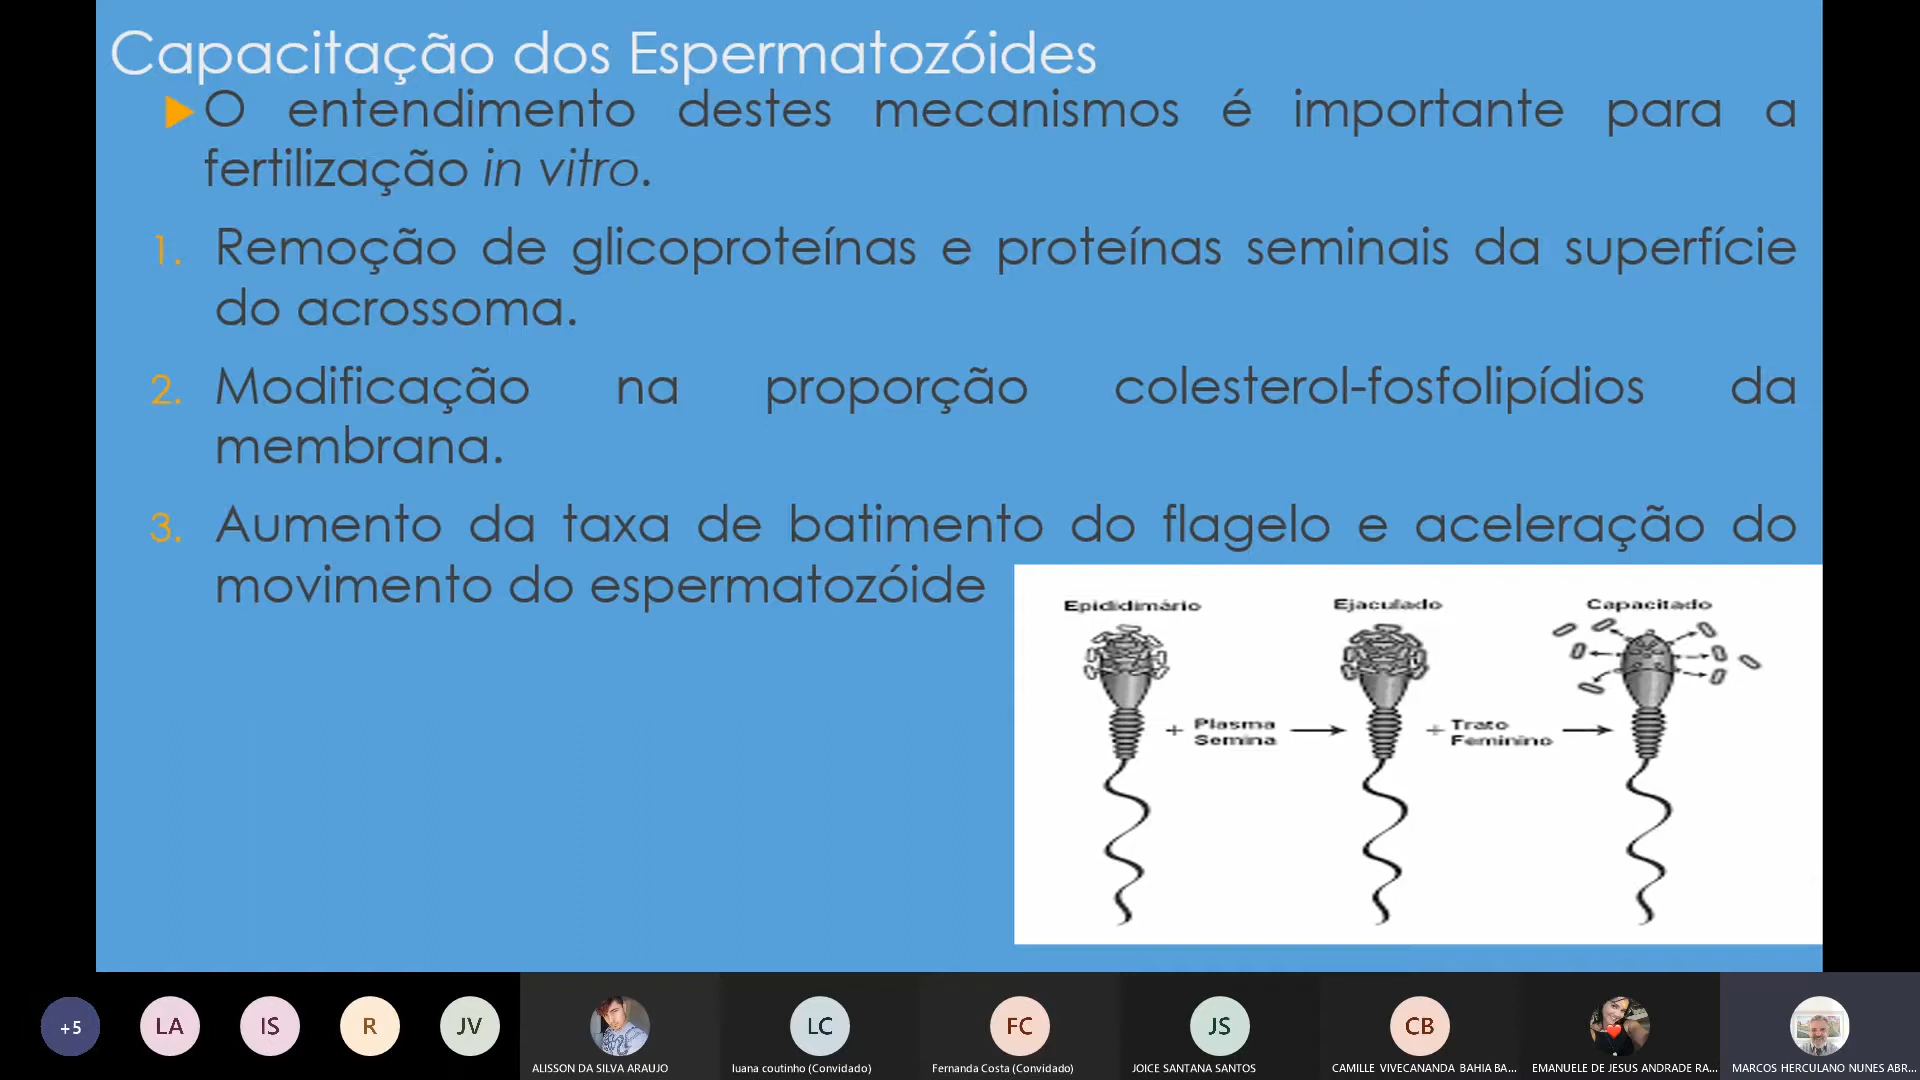 Capacitação dos Espermatozóides
O entendimento destes mecanismos é importante para a
fertilização in vitro.
1. Remoção de glicoproteínas e proteínas seminais da superfície
do acrossoma.
2. Modificação na proporção colesterol-fosfolipídios da
membrana.
3. Aumento da taxa de batimento do flagelo e aceleração do
movimento do espermatozóide
Epididimário
Ejaculado
Capacitado
+ Plasma
Semina
+ Trato
Feminino
+5
LA
IS
R
JV
LC
FC
JS
CB
ALISSON DA SILVA ARAUJO
luana coutinho (Convidado)
Fernanda Costa (Convidado)
JOICE SANTANA SANTOS
CAMILLE VIVECANANDA BAHIA BA...
EMANUELE DE JESUS ANDRADE RA...
MARCOS HERCULANO NUNES ABR...